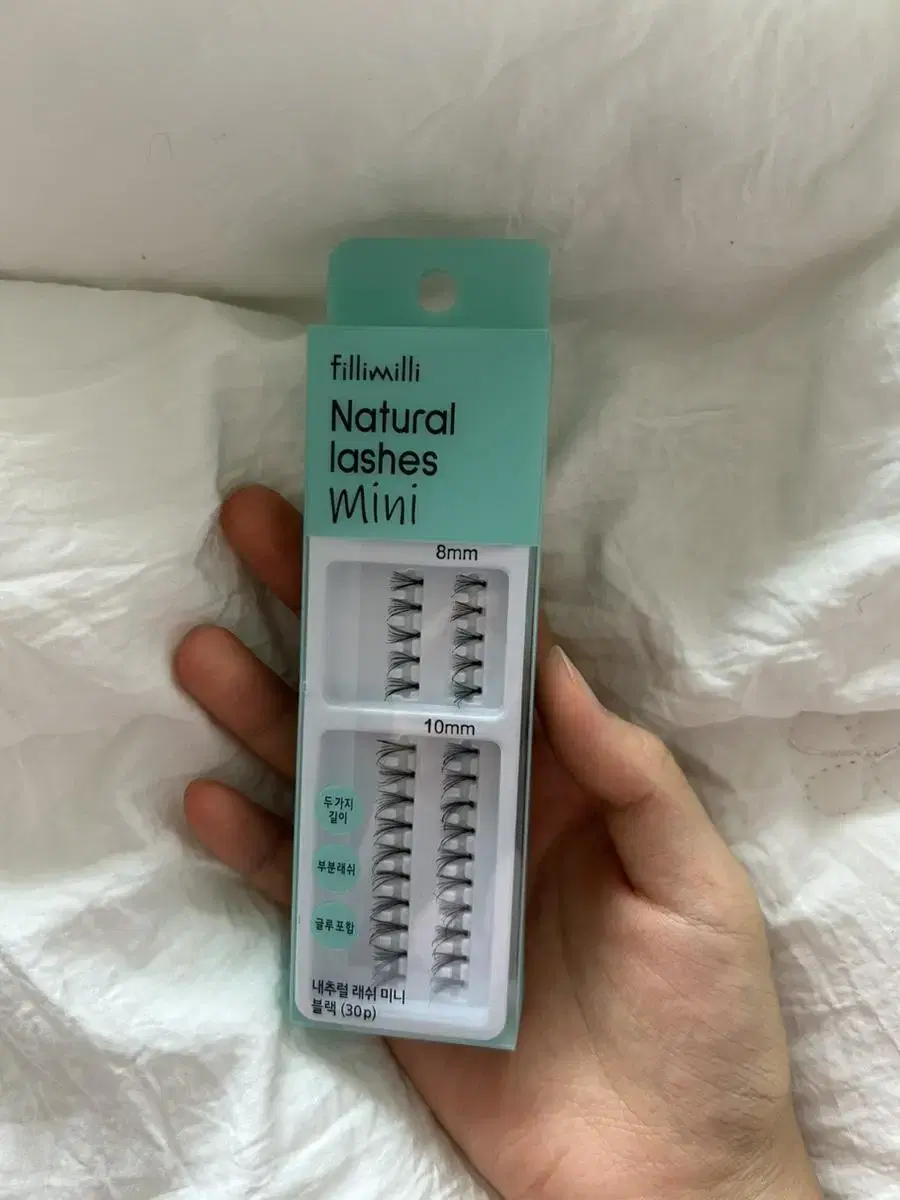 fillimilli
Natural
lashes
Mini
8mm
10mm
두가지
길이
부분래쉬
글루포함
내추럴 래쉬 미니
블랙 (30p)